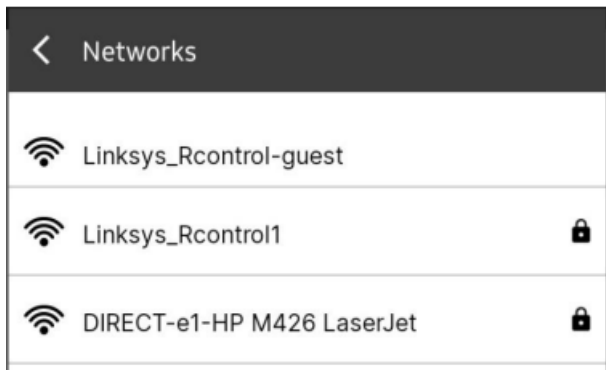 Networks
Linksys_Rcontrol-guest
Linksys_Rcontrol1
DIRECT-e1-HP M426 LaserJet